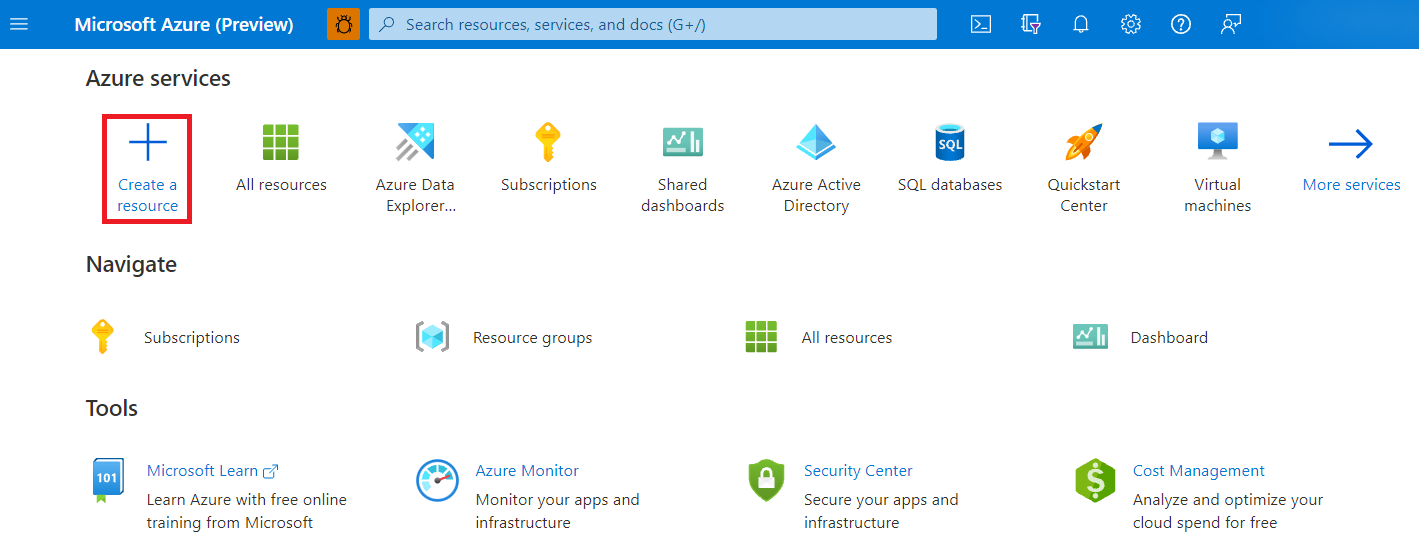 Microsoft Azure (Preview)
Search resources, services, and docs (G+/)
Azure services
Create a
resource
All resources
Azure Data
Explorer...
Subscriptions
Shared
dashboards
Azure Active
Directory
SQL
SQL databases
Quickstart
Center
Virtual
machines
More services
Navigate
Subscriptions
Resource groups
All resources
Dashboard
Tools
101
Microsoft Learn
Learn Azure with free online
training from Microsoft
Azure Monitor
Monitor your apps and
infrastructure
Security Center
Secure your apps and
infrastructure
$
Cost Management
Analyze and optimize your
cloud spend for free